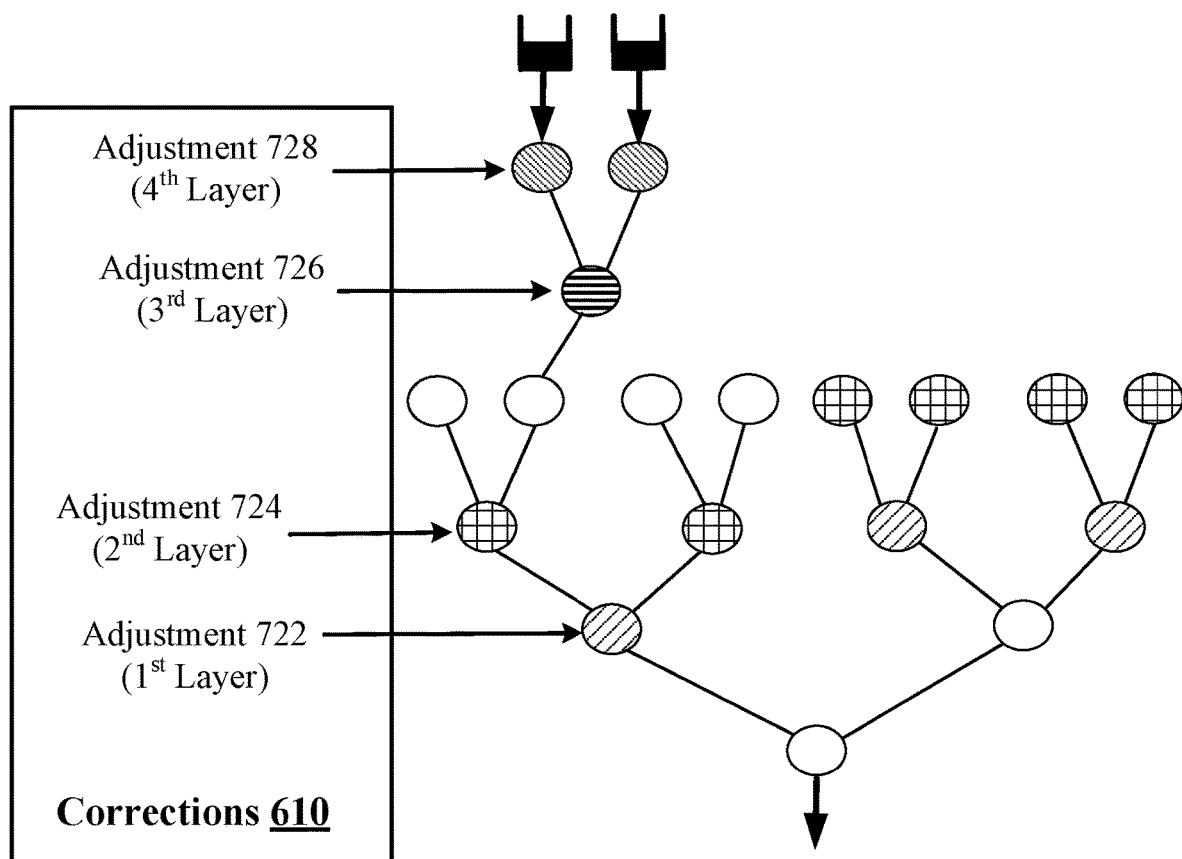 Adjustment 728
(4th Layer)
Adjustment 726
(3rd Layer)
Adjustment 724
(2nd Layer)
Adjustment 722
(1st Layer)
Corrections 610